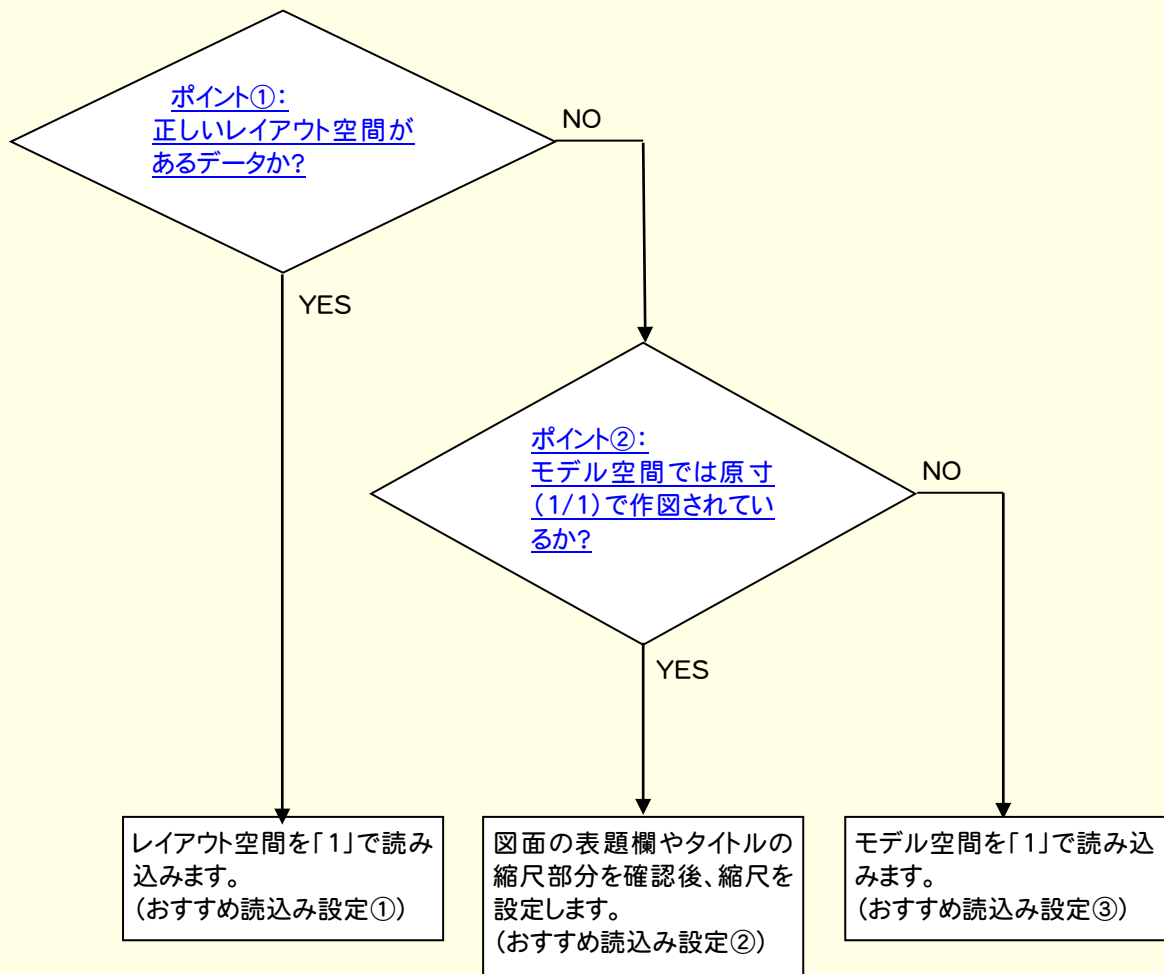 ポイント①：
正しいレイアウト空間が
あるデータか？
NO
YES
ポイント②：
モデル空間では原寸
（1/1）で作図されてい
るか？
NO
YES
レイアウト空間を「1」で読み
込みます。
（おすすめ読込み設定①）
図面の表題欄やタイトルの
縮尺部分を確認後、縮尺を
設定します。
（おすすめ読込み設定②）
モデル空間を「1」で読み込
みます。
（おすすめ読込み設定③）